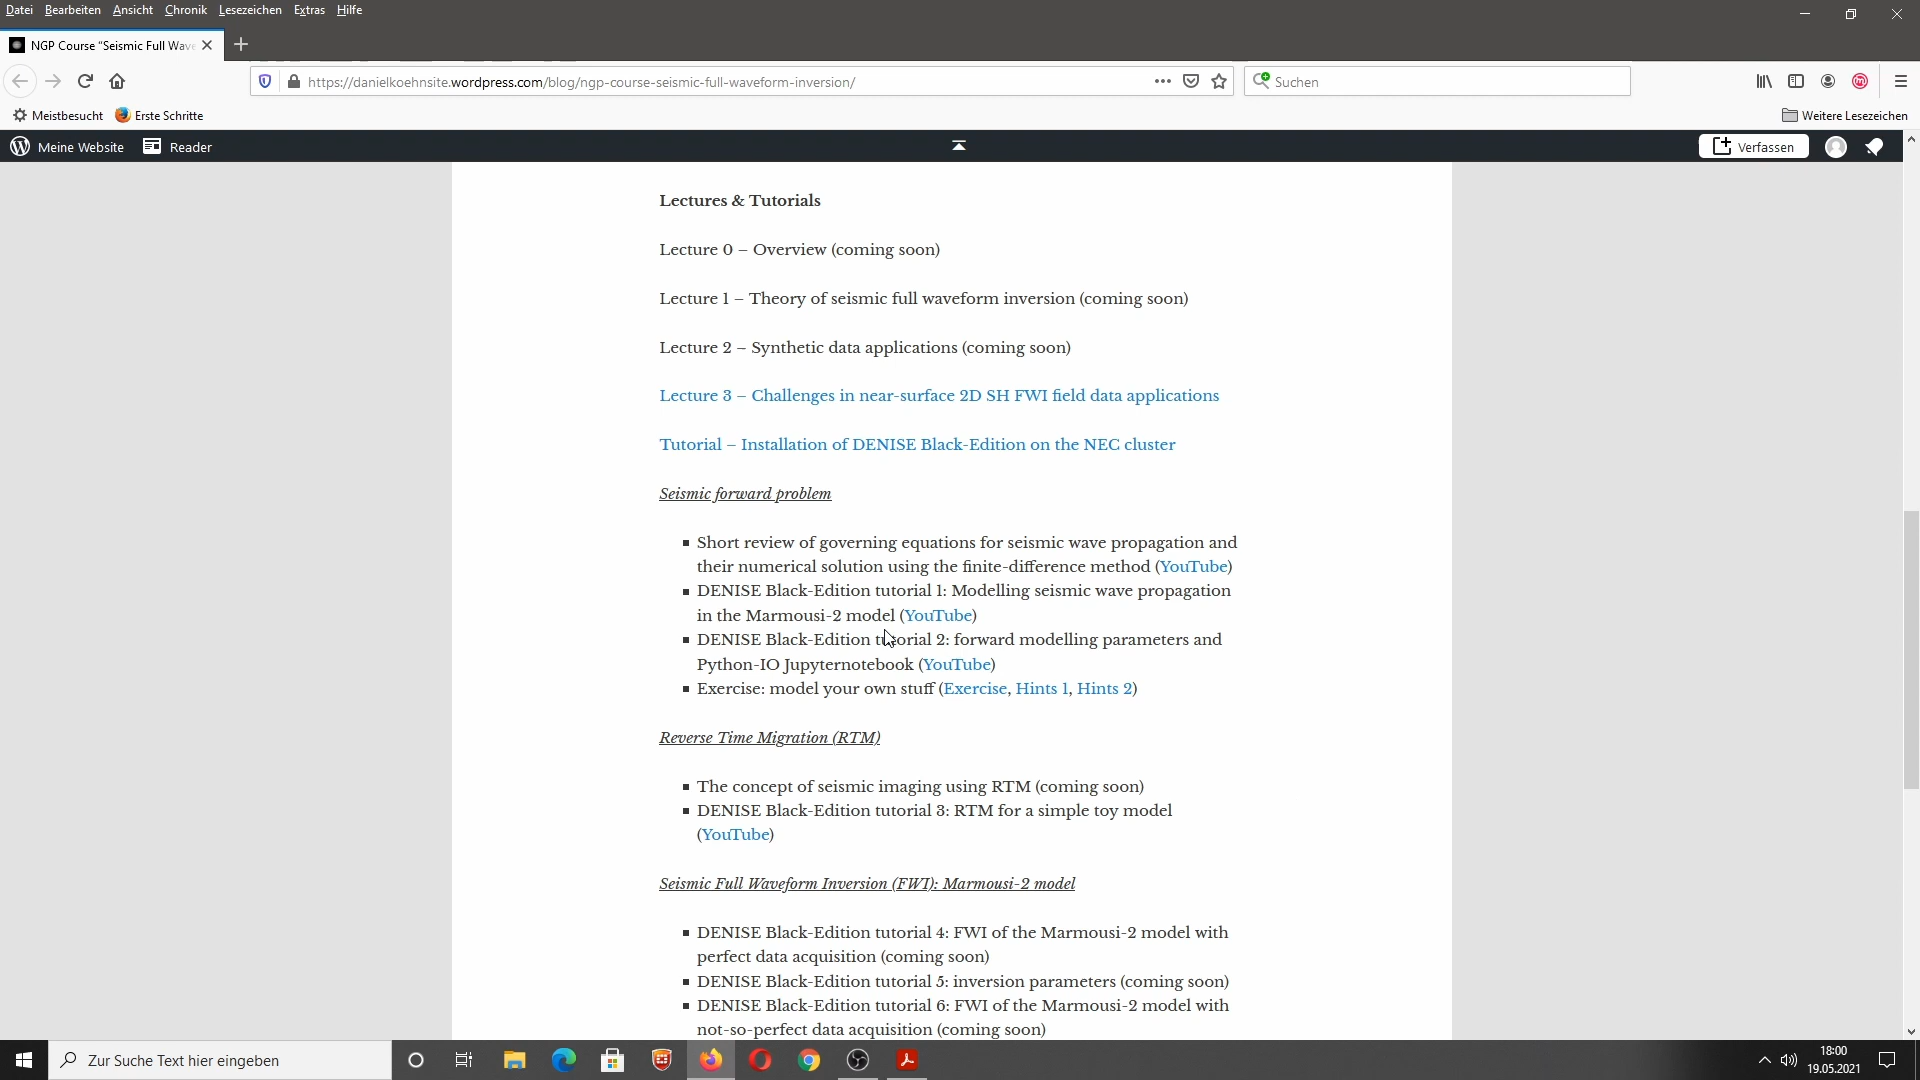 Datei Bearbeiten Ansicht Chronik Lesezeichen Extras Hilfe
NGP Course "Seismic Full Wave
https://danielkoehnsite.wordpress.com/blog/ngp-course-seismic-full-waveform-inversion/
Suchen
Meistbesucht Erste Schritte
Weitere Lesezeichen
Meine Website Reader
Verfassen
Lectures & Tutorials
Lecture 0 – Overview (coming soon)
Lecture 1 – Theory of seismic full waveform inversion (coming soon)
Lecture 2 – Synthetic data applications (coming soon)
Lecture 3 – Challenges in near-surface 2D SH FWI field data applications
Tutorial – Installation of DENISE Black-Edition on the NEC cluster
Seismic forward problem
Short review of governing equations for seismic wave propagation and
their numerical solution using the finite-difference method (YouTube)
DENISE Black-Edition tutorial 1: Modelling seismic wave propagation
in the Marmousi-2 model (YouTube)
DENISE Black-Edition tutorial 2: forward modelling parameters and
Python-IO Jupyternotebook (YouTube)
Exercise: model your own stuff (Exercise, Hints 1, Hints 2)
Reverse Time Migration (RTM)
The concept of seismic imaging using RTM (coming soon)
DENISE Black-Edition tutorial 3: RTM for a simple toy model
(YouTube)
Seismic Full Waveform Inversion (FWI): Marmousi-2 model
DENISE Black-Edition tutorial 4: FWI of the Marmousi-2 model with
perfect data acquisition (coming soon)
DENISE Black-Edition tutorial 5: inversion parameters (coming soon)
DENISE Black-Edition tutorial 6: FWI of the Marmousi-2 model with
not-so-perfect data acquisition (coming soon)
Zur Suche Text hier eingeben
18:00
19.05.2021